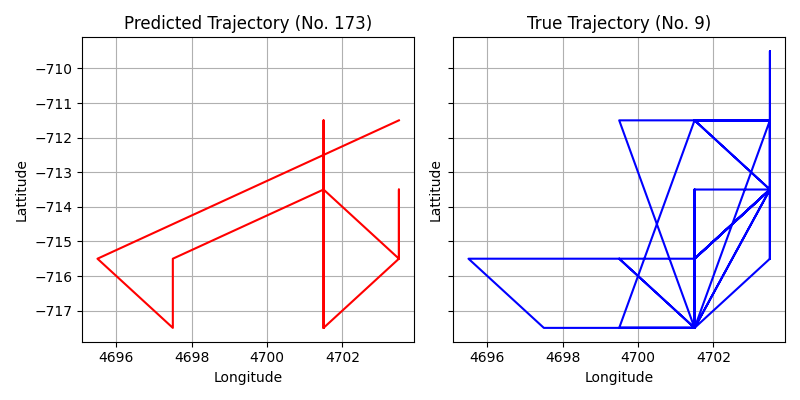 Predicted Trajectory (No. 173)
True Trajectory (No. 9)
−710
−711
−712
−713
−714
−715
−716
−717
Lattitude
Lattitude
4696 4698 4700 4702
4696 4698 4700 4702
Longitude
Longitude